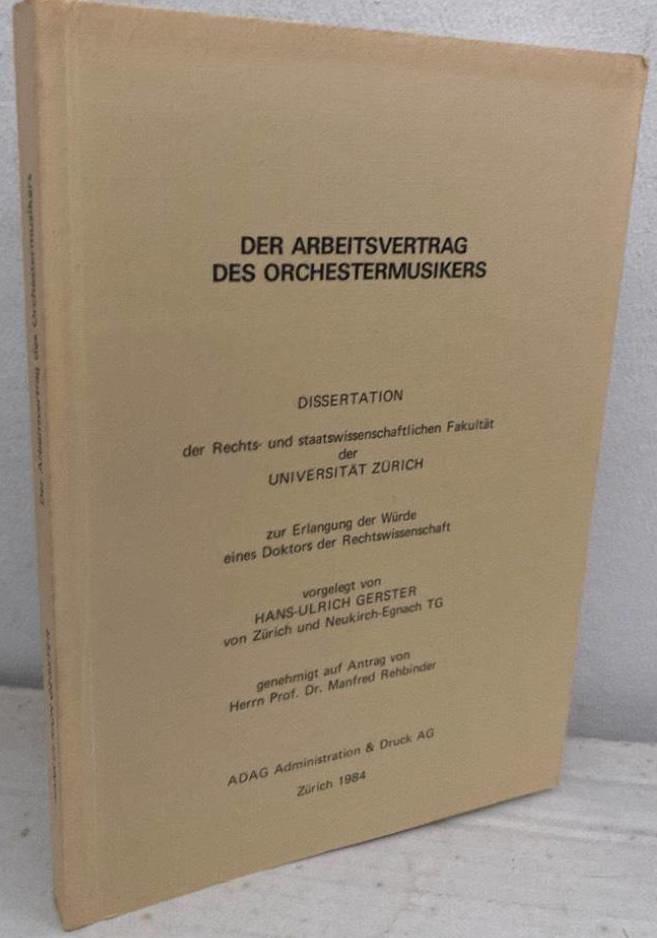 DER ARBEITSVERTRAG
DES ORCHESTERMUSIKERS
DISSERTATION
der Rechts- und staatswissenschaftlichen Fakultät
der
UNIVERSITÄT ZÜRICH
zur Erlangung der Würde
eines Doktors der Rechtswissenschaft
vorgelegt von
HANS-ULRICH GERSTER
von Zürich und Neukirch-Egnach TG
genehmigt auf Antrag von
Herrn Prof. Dr. Manfred Rehbinder
ADAG Administration & Druck AG
Zürich 1984
Der Arbeitsvertrag des Orchestermusikers